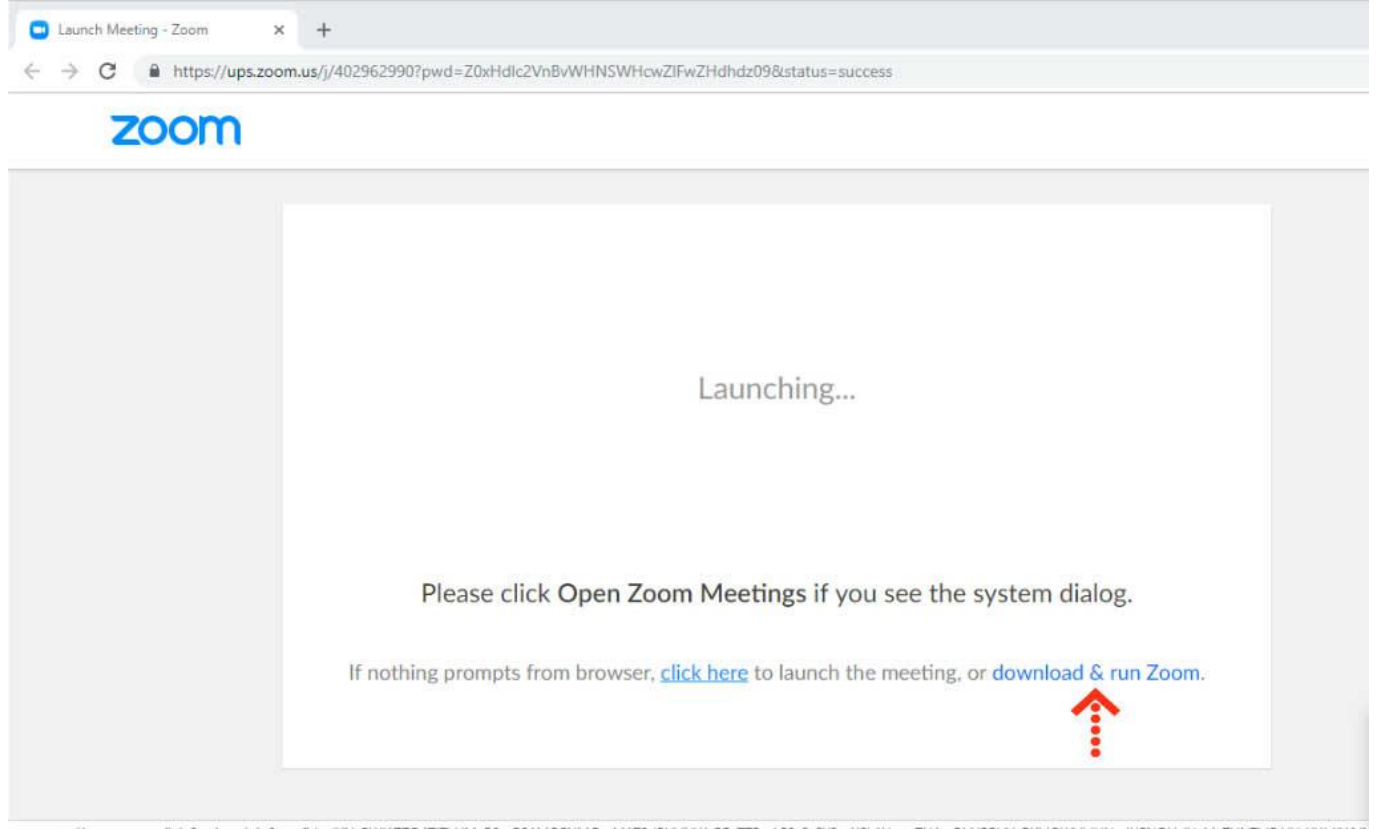 Launch Meeting - Zoom
https://ups.zoom.us/j/402962990?pwd=Z0xHdlc2VnBvWHNSWHcwZlFwZHdhdz09&status=success
zoom
Launching...
Please click Open Zoom Meetings if you see the system dialog.
If nothing prompts from browser, click here to launch the meeting, or download & run Zoom.